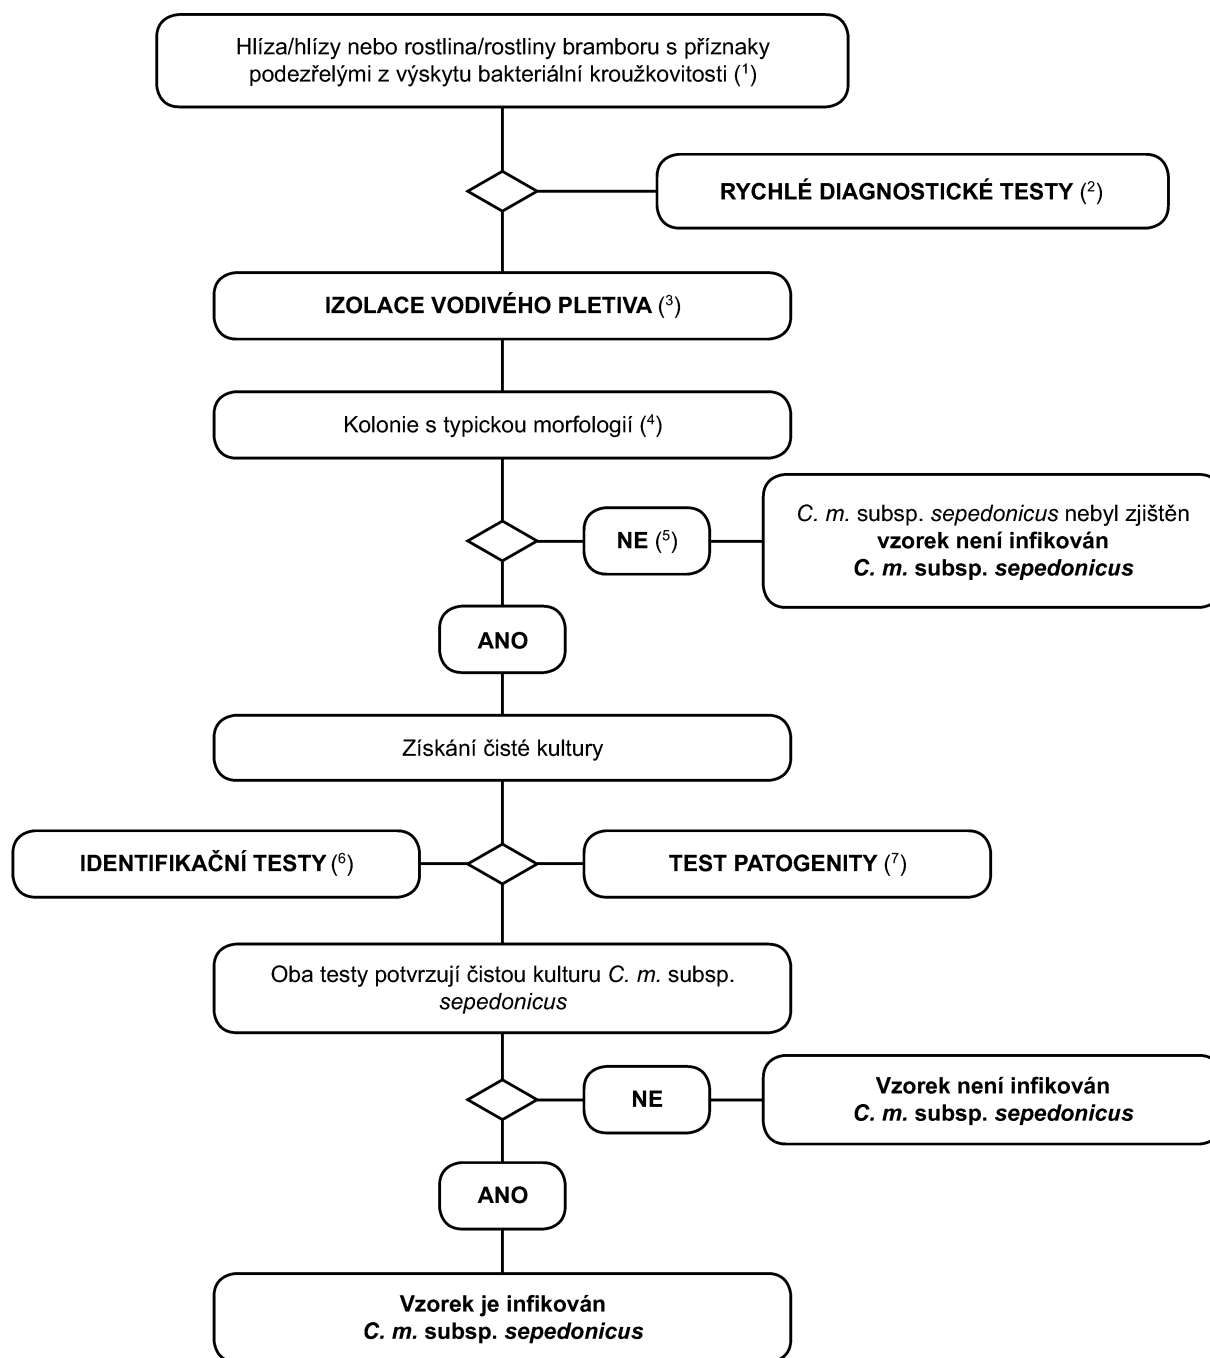 Hlíza/hlízy nebo rostlina/rostliny bramboru s příznaky
podezřelými z výskytu bakteriální kroužkovitosti (1)
RYCHLÉ DIAGNOSTICKÉ TESTY (2)
IZOLACE VODIVÉHO PLETIVA (3)
Kolonie s typickou morfologií (4)
NE (5)
C. m. subsp. sepedonicus nebyl zjištěn
vzorek není infikován
C. m. subsp. sepedonicus
ANO
Získání čisté kultury
IDENTIFIKAČNÍ TESTY (6)
TEST PATOGENITY (7)
Oba testy potvrzují čistou kulturu C. m. subsp.
sepedonicus
NE
Vzorek není infikován
C. m. subsp. sepedonicus
ANO
Vzorek je infikován
C. m. subsp. sepedonicus